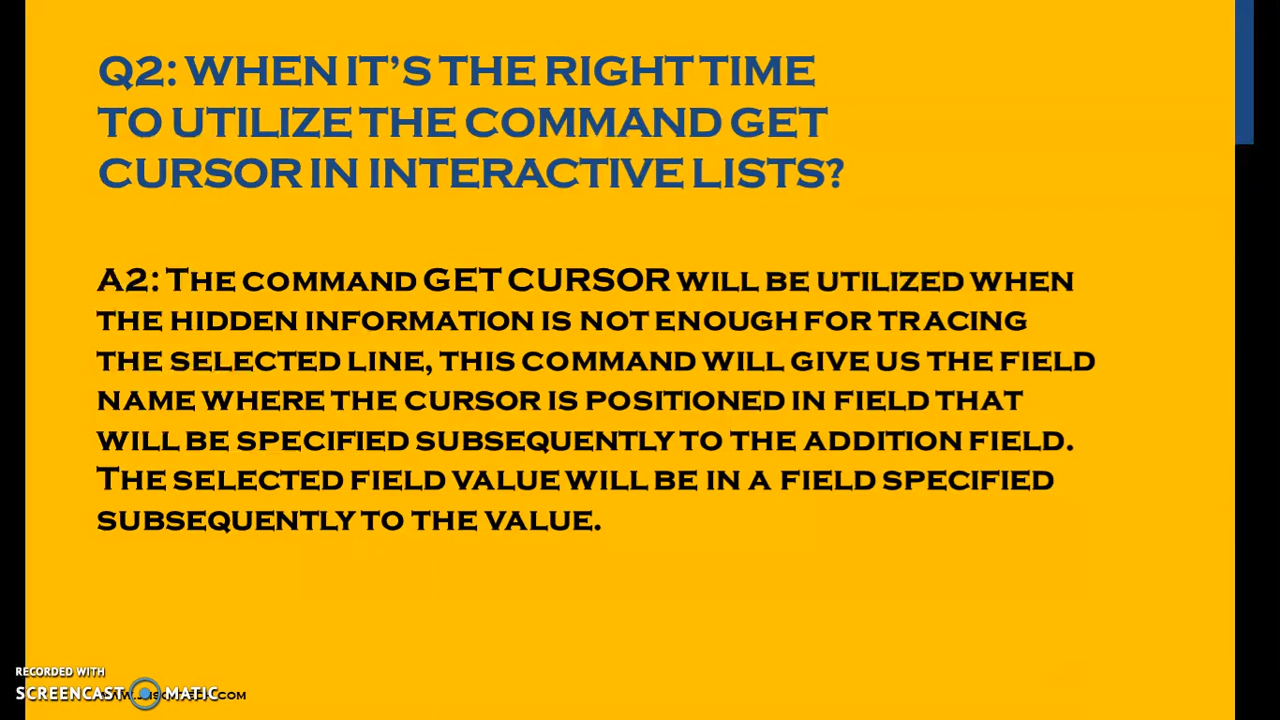 Q2: WHEN IT’S THE RIGHT TIME
TO UTILIZE THE COMMAND GET
CURSOR IN INTERACTIVE LISTS?
A2: THE COMMAND GET CURSOR WILL BE UTILIZED WHEN
THE HIDDEN INFORMATION IS NOT ENOUGH FOR TRACING
THE SELECTED LINE, THIS COMMAND WILL GIVE US THE FIELD
NAME WHERE THE CURSOR IS POSITIONED IN FIELD THAT
WILL BE SPECIFIED SUBSEQUENTLY TO THE ADDITION FIELD.
THE SELECTED FIELD VALUE WILL BE IN A FIELD SPECIFIED
SUBSEQUENTLY TO THE VALUE.
RECORDED WITH
SCREENCAST MATIC